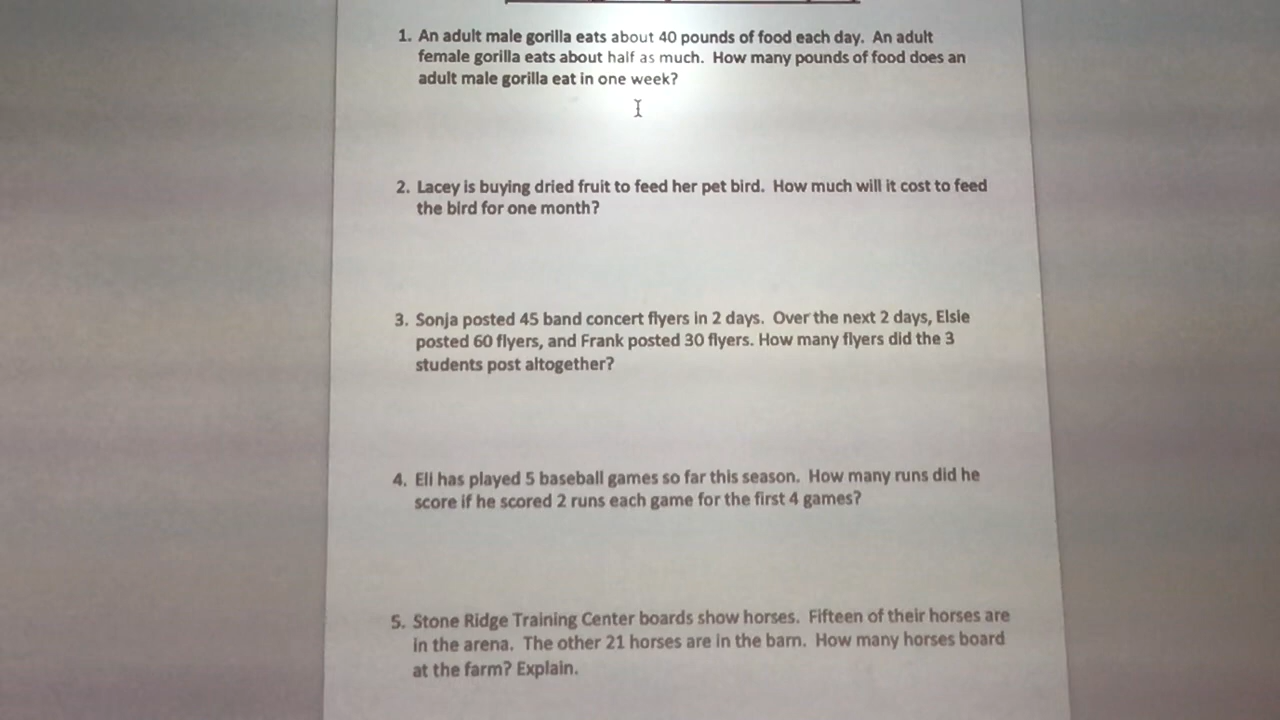 1. An adult male gorilla eats about 40 pounds of food each day. An adult
female gorilla eats about half as much. How many pounds of food does an
adult male gorilla eat in one week?
2. Lacey is buying dried fruit to feed her pet bird. How much will it cost to feed
the bird for one month?
3. Sonja posted 45 band concert flyers in 2 days. Over the next 2 days, Elsie
posted 60 flyers, and Frank posted 30 flyers. How many flyers did the 3
students post altogether?
4. Eli has played 5 baseball games so far this season. How many runs did he
score if he scored 2 runs each game for the first 4 games?
5. Stone Ridge Training Center boards show horses. Fifteen of their horses are
in the arena. The other 21 horses are in the barn. How many horses board
at the farm? Explain.